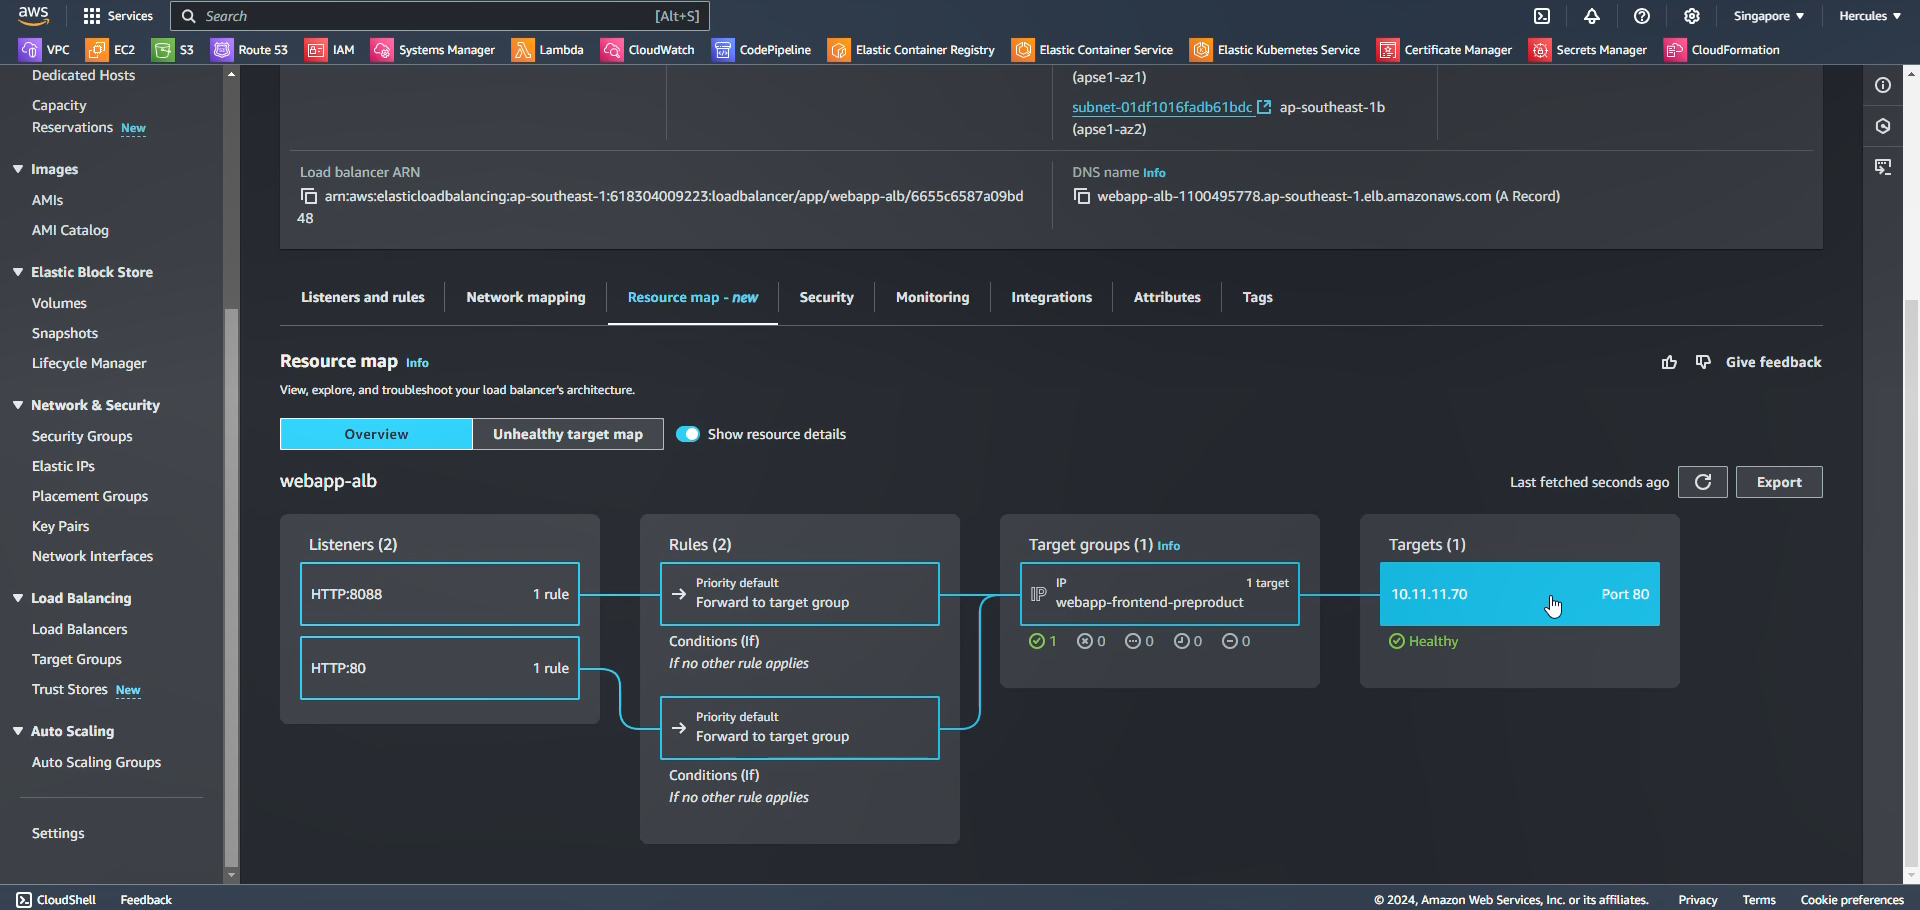 aws
Services
Search
[Alt+S]
Singapore
Hercules
VPC
EC2
S3
Route 53
IAM
Systems Manager
Lambda
CloudWatch
CodePipeline
Elastic Container Registry
Elastic Container Service
Elastic Kubernetes Service
Certificate Manager
Secrets Manager
CloudFormation
Dedicated Hosts
Capacity
Reservations New
Images
AMIs
AMI Catalog
Elastic Block Store
Volumes
Snapshots
Lifecycle Manager
Network & Security
Security Groups
Elastic IPs
Placement Groups
Key Pairs
Network Interfaces
Load Balancing
Load Balancers
Target Groups
Trust Stores New
Auto Scaling
Auto Scaling Groups
Settings
(apse1-az1)
subnet-01df1016fadb61bdc ap-southeast-1b
(apse1-az2)
Load balancer ARN
arn:aws:elasticloadbalancing:ap-southeast-1:618304009223:loadbalancer/app/webapp-alb/6655c6587a09bd
48
DNS name Info
webapp-alb-1100495778.ap-southeast-1.elb.amazonaws.com (A Record)
Listeners and rules
Network mapping
Resource map - new
Security
Monitoring
Integrations
Attributes
Tags
Resource map Info
Give feedback
View, explore, and troubleshoot your load balancer's architecture.
Overview
Unhealthy target map
Show resource details
webapp-alb
Last fetched seconds ago
Export
Listeners (2)
HTTP:8088 1 rule
HTTP:80 1 rule
Rules (2)
Priority default
Forward to target group
Conditions (If)
If no other rule applies
Priority default
Forward to target group
Conditions (If)
If no other rule applies
Target groups (1) Info
IP
IP 1 target
webapp-frontend-preproduct
1 0 0 0 0
Targets (1)
10.11.11.70 Port 80
Healthy
CloudShell
Feedback
© 2024, Amazon Web Services, Inc. or its affiliates.
Privacy
Terms
Cookie preferences